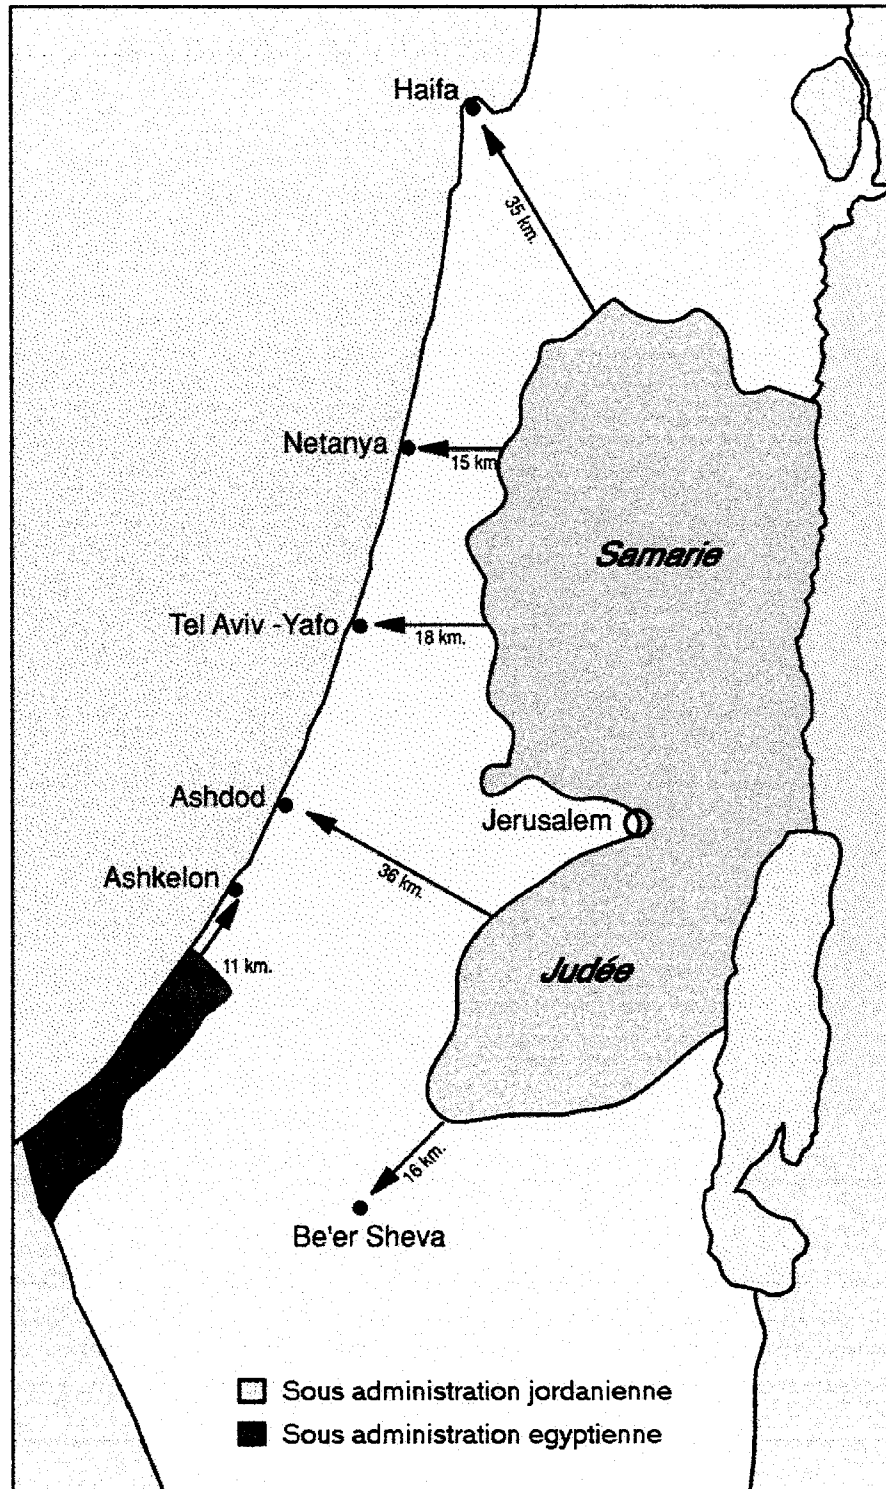 Haifa
35 km.
Netanya
15 km
Samarie
Tel Aviv -Yafo
18 km.
Ashdod
Jerusalem
36 km.
Ashkelon
11 km.
Judée
16 km.
Be'er Sheva
Sous administration jordanienne
Sous administration egyptienne